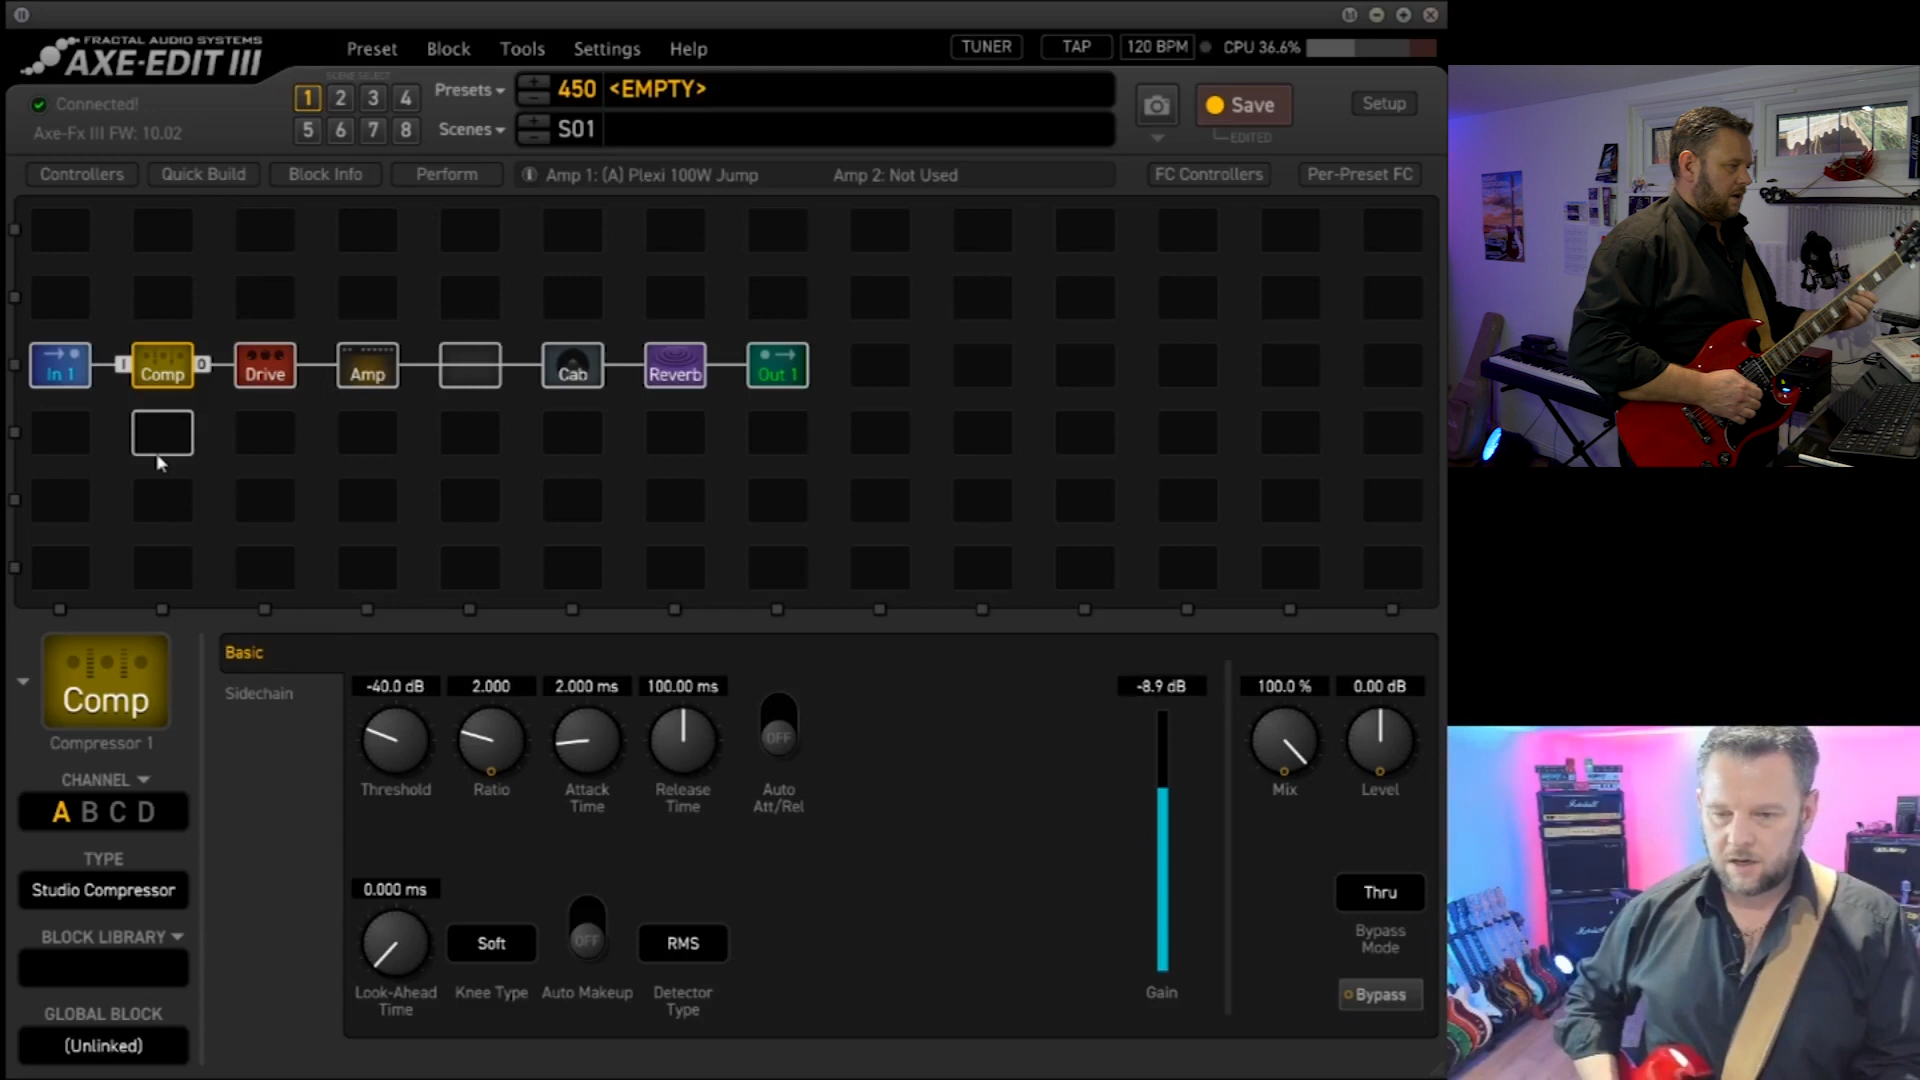 FRACTAL AUDIO SYSTEMS
AXE-EDIT III
Preset Block Tools Settings Help
TUNER TAP 120 BPM CPU 36.6%
Connected!
Axe-Fx III FW: 10.02
SCENE SELECT
1 2 3 4
5 6 7 8
Presets 450 <EMPTY>
Scenes S01
Save
EDITED
Setup
Controllers Quick Build Block Info Perform
Amp 1: (A) Plexi 100W Jump Amp 2: Not Used
FC Controllers Per-Preset FC
In 1 I Comp O Drive Amp Cab Reverb Out 1
Comp
Compressor 1
CHANNEL
A B C D
TYPE
Studio Compressor
BLOCK LIBRARY
GLOBAL BLOCK
(Unlinked)
Basic
Sidechain
-40.0 dB 2.000 2.000 ms 100.00 ms
OFF
Threshold Ratio Attack Time Release Time Auto Att/Rel
0.000 ms
Soft OFF RMS
Look-Ahead Time Knee Type Auto Makeup Detector Type
-8.9 dB
Gain
100.0 % 0.00 dB
Mix Level
Thru
Bypass Mode
Bypass
Marshall